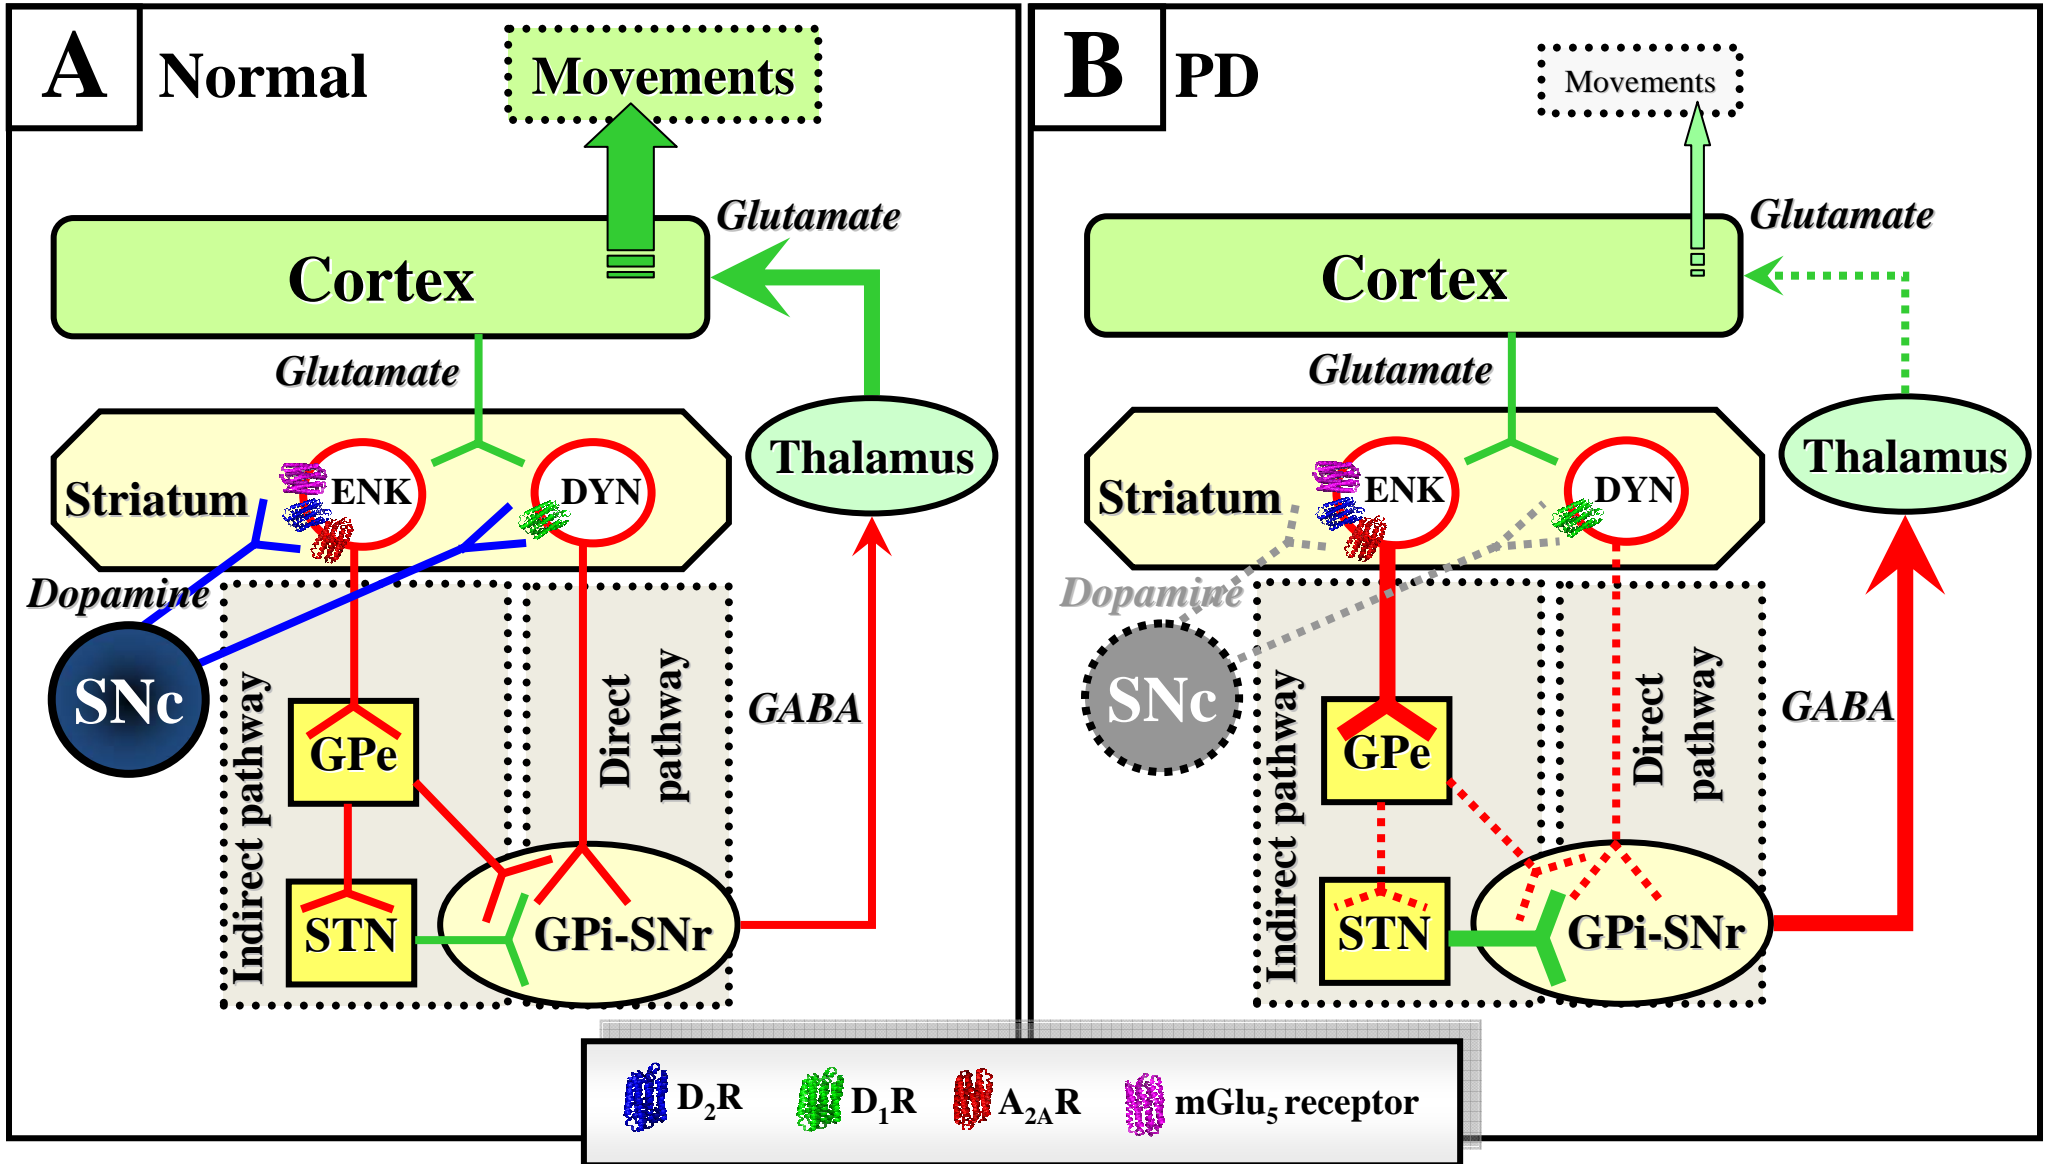 A
Normal
Movements
Glutamate
Cortex
Glutamate
Striatum
ENK
DYN
Thalamus
Dopamine
SNc
Indirect pathway
GPe
STN
Direct
pathway
GPi-SNr
GABA
B
PD
Movements
Glutamate
Cortex
Glutamate
Striatum
ENK
DYN
Thalamus
Dopamine
SNc
Indirect pathway
GPe
STN
Direct
pathway
GPi-SNr
GABA
D2R
D1R
A2AR
mGlu5 receptor